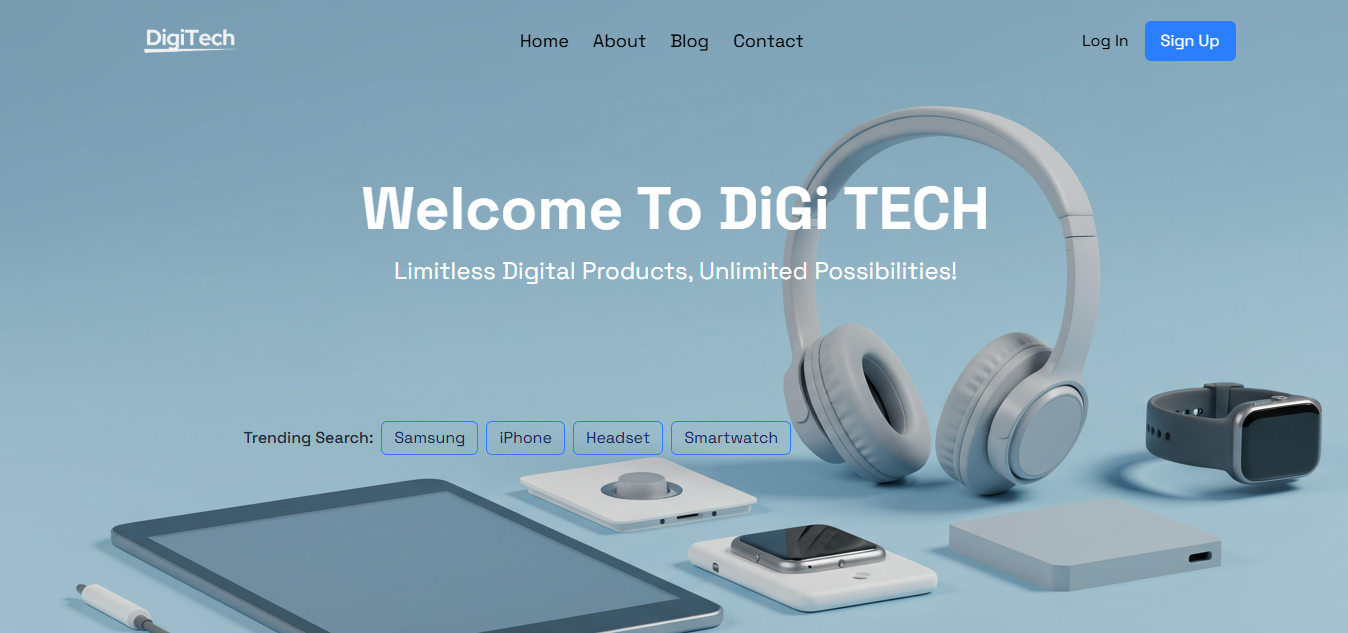 DigiTech
Home About Blog Contact
Log In Sign Up
Welcome To DiGi TECH
Limitless Digital Products, Unlimited Possibilities!
Trending Search: Samsung iPhone Headset Smartwatch